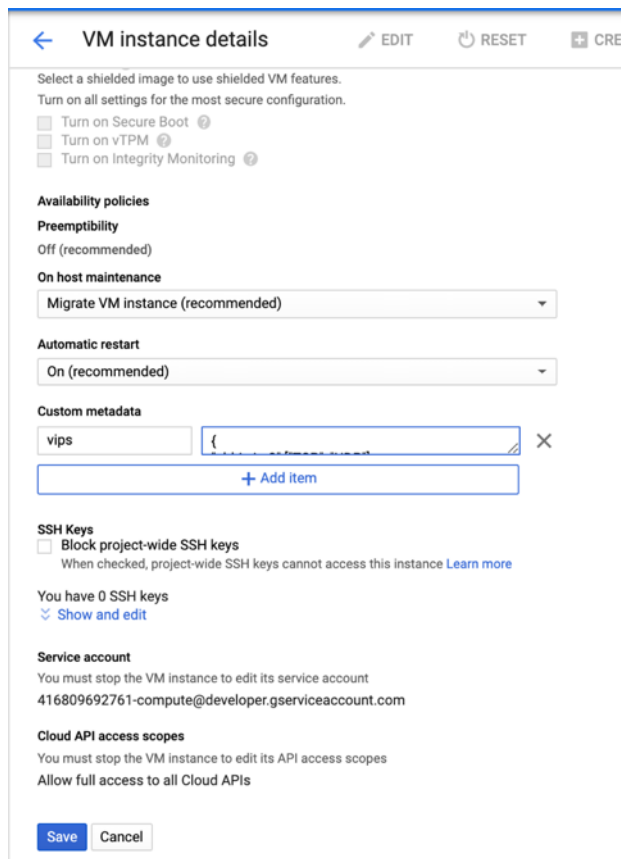 VM instance details
EDIT
RESET
CRE
Select a shielded image to use shielded VM features.
Turn on all settings for the most secure configuration.
Turn on Secure Boot
Turn on vTPM
Turn on Integrity Monitoring
Availability policies
Preemptibility
Off (recommended)
On host maintenance
Migrate VM instance (recommended)
Automatic restart
On (recommended)
Custom metadata
vips
{
+ Add item
SSH Keys
Block project-wide SSH keys
When checked, project-wide SSH keys cannot access this instance Learn more
You have 0 SSH keys
Show and edit
Service account
You must stop the VM instance to edit its service account
416809692761-compute@developer.gserviceaccount.com
Cloud API access scopes
You must stop the VM instance to edit its API access scopes
Allow full access to all Cloud APIs
Save
Cancel